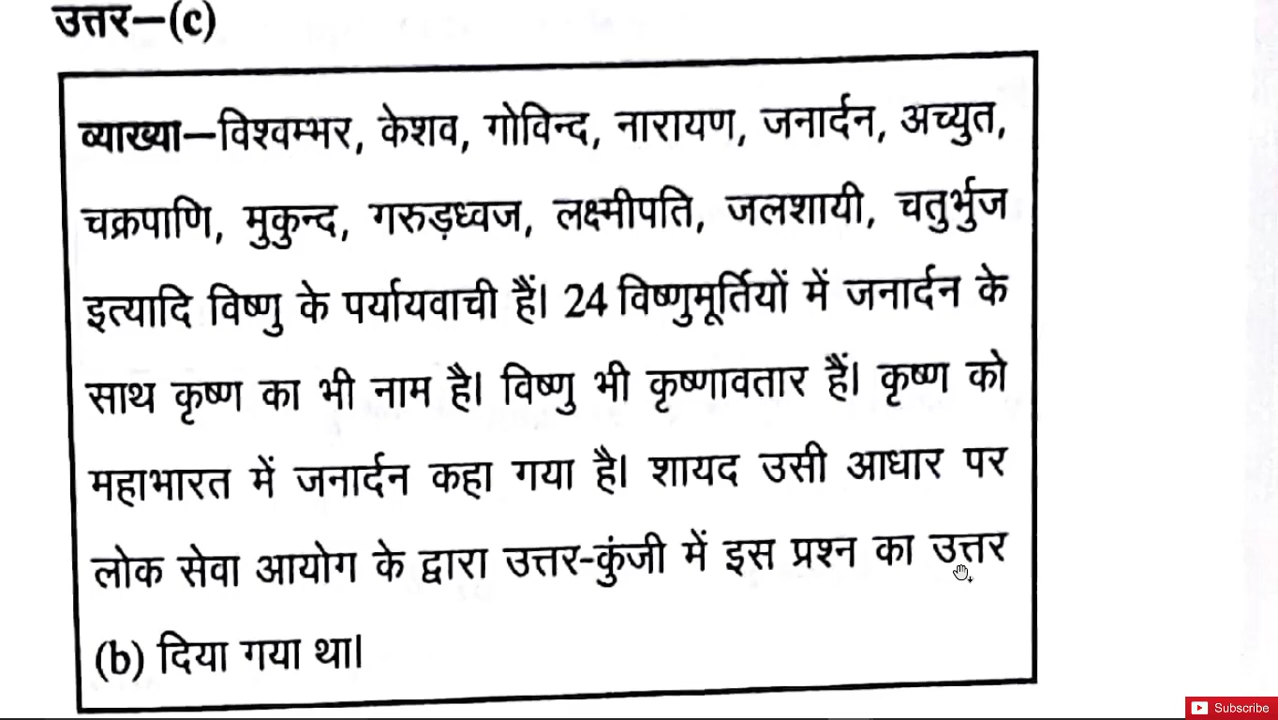 उत्तर–(c)
व्याख्या–विश्वम्भर, केशव, गोविन्द, नारायण, जनार्दन, अच्युत,
चक्रपाणि, मुकुन्द, गरुड़ध्वज, लक्ष्मीपति, जलशायी, चतुर्भुज
इत्यादि विष्णु के पर्यायवाची हैं। 24 विष्णुमूर्तियों में जनार्दन के
साथ कृष्ण का भी नाम है। विष्णु भी कृष्णावतार हैं। कृष्ण को
महाभारत में जनार्दन कहा गया है। शायद उसी आधार पर
लोक सेवा आयोग के द्वारा उत्तर-कुंजी में इस प्रश्न का उत्तर
(b) दिया गया था।
Subscribe